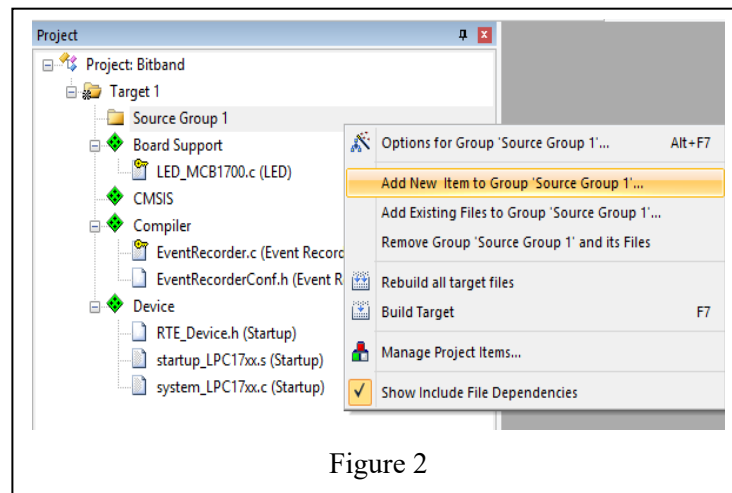 Project
Project: Bitband
Target 1
Source Group 1
Board Support
LED_MCB1700.c (LED)
CMSIS
Compiler
EventRecorder.c (Event Recorc
EventRecorderConf.h (Event R
Device
RTE_Device.h (Startup)
startup_LPC17xx.s (Startup)
system_LPC17xx.c (Startup)
Options for Group 'Source Group 1'... Alt+F7
Add New Item to Group 'Source Group 1'...
Add Existing Files to Group 'Source Group 1'...
Remove Group 'Source Group 1' and its Files
Rebuild all target files
Build Target F7
Manage Project Items...
Show Include File Dependencies
Figure 2